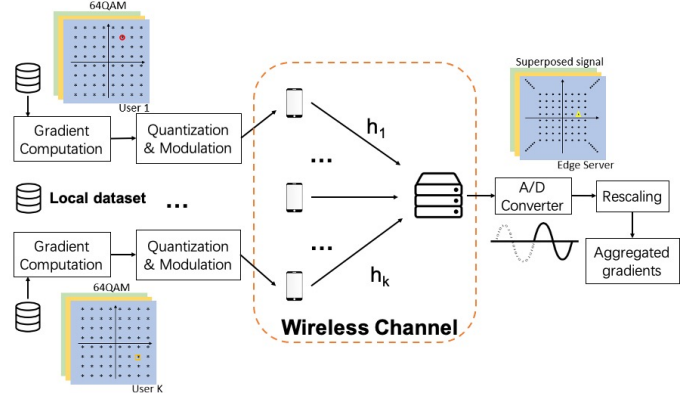 64QAM
User 1
Gradient
Computation
Quantization
& Modulation
Local dataset
...
Gradient
Computation
Quantization
& Modulation
64QAM
User K
h1
...
...
hk
Wireless Channel
Superposed signal
Edge Server
A/D
Converter
Rescaling
Aggregated
gradients